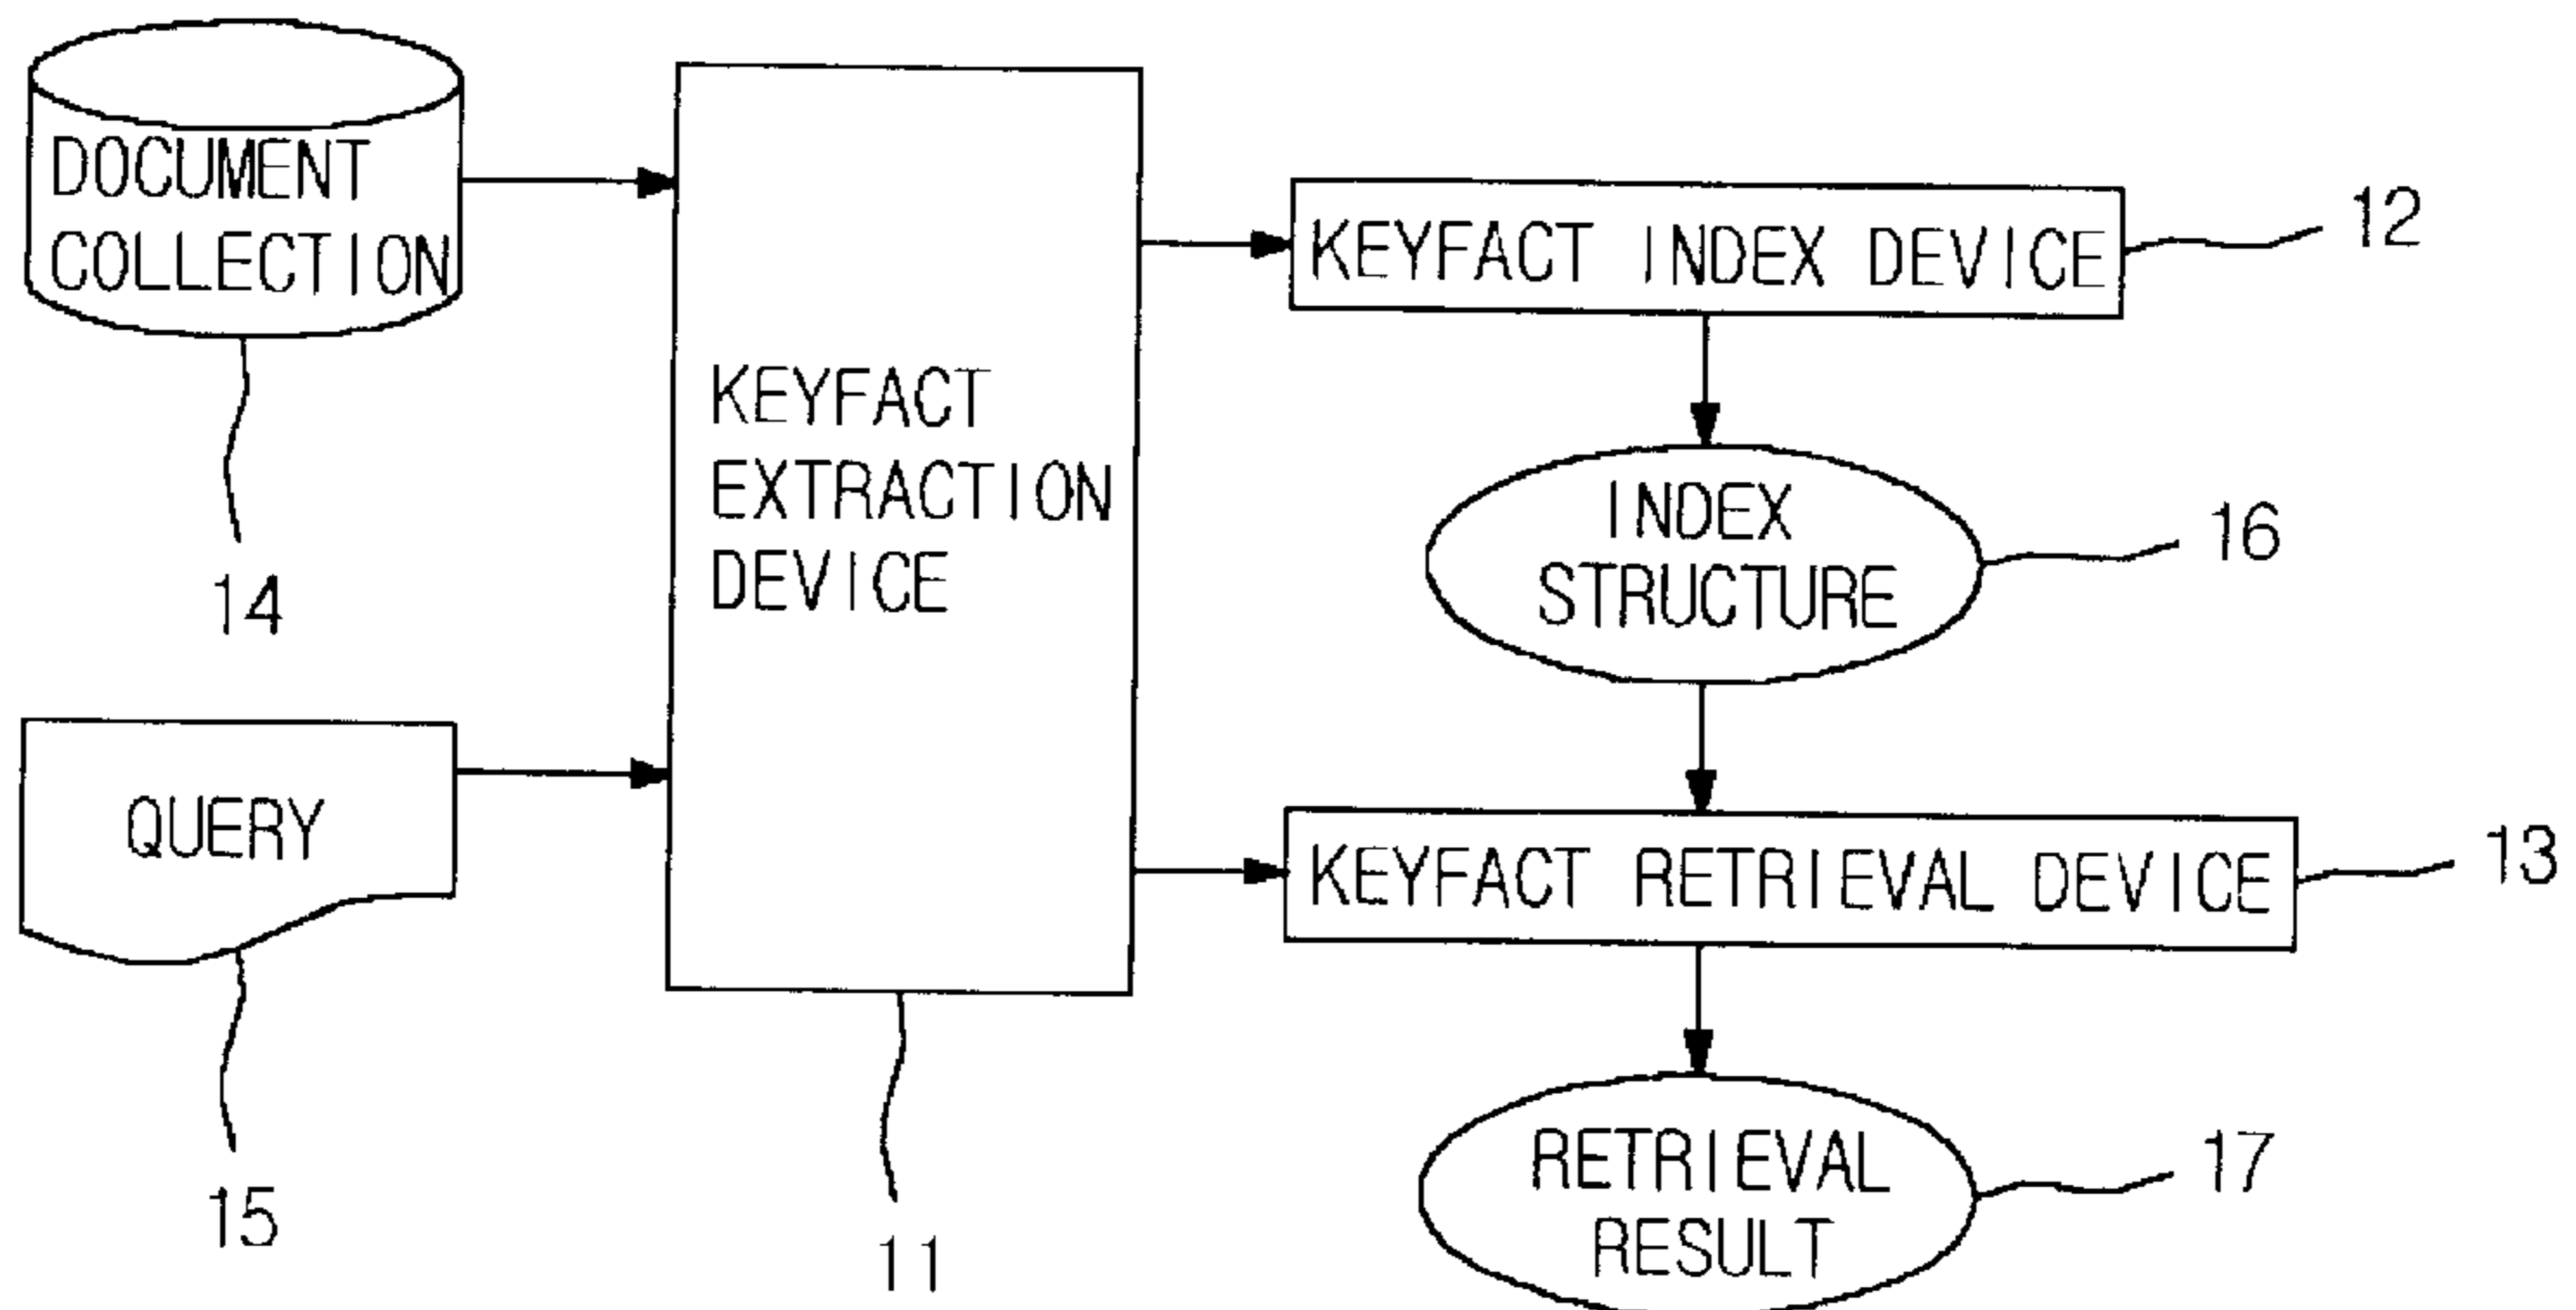 DOCUMENT
COLLECTION
14
QUERY
15
KEYFACT
EXTRACTION
DEVICE
11
KEYFACT INDEX DEVICE
12
INDEX
STRUCTURE
16
KEYFACT RETRIEVAL DEVICE
13
RETRIEVAL
RESULT
17